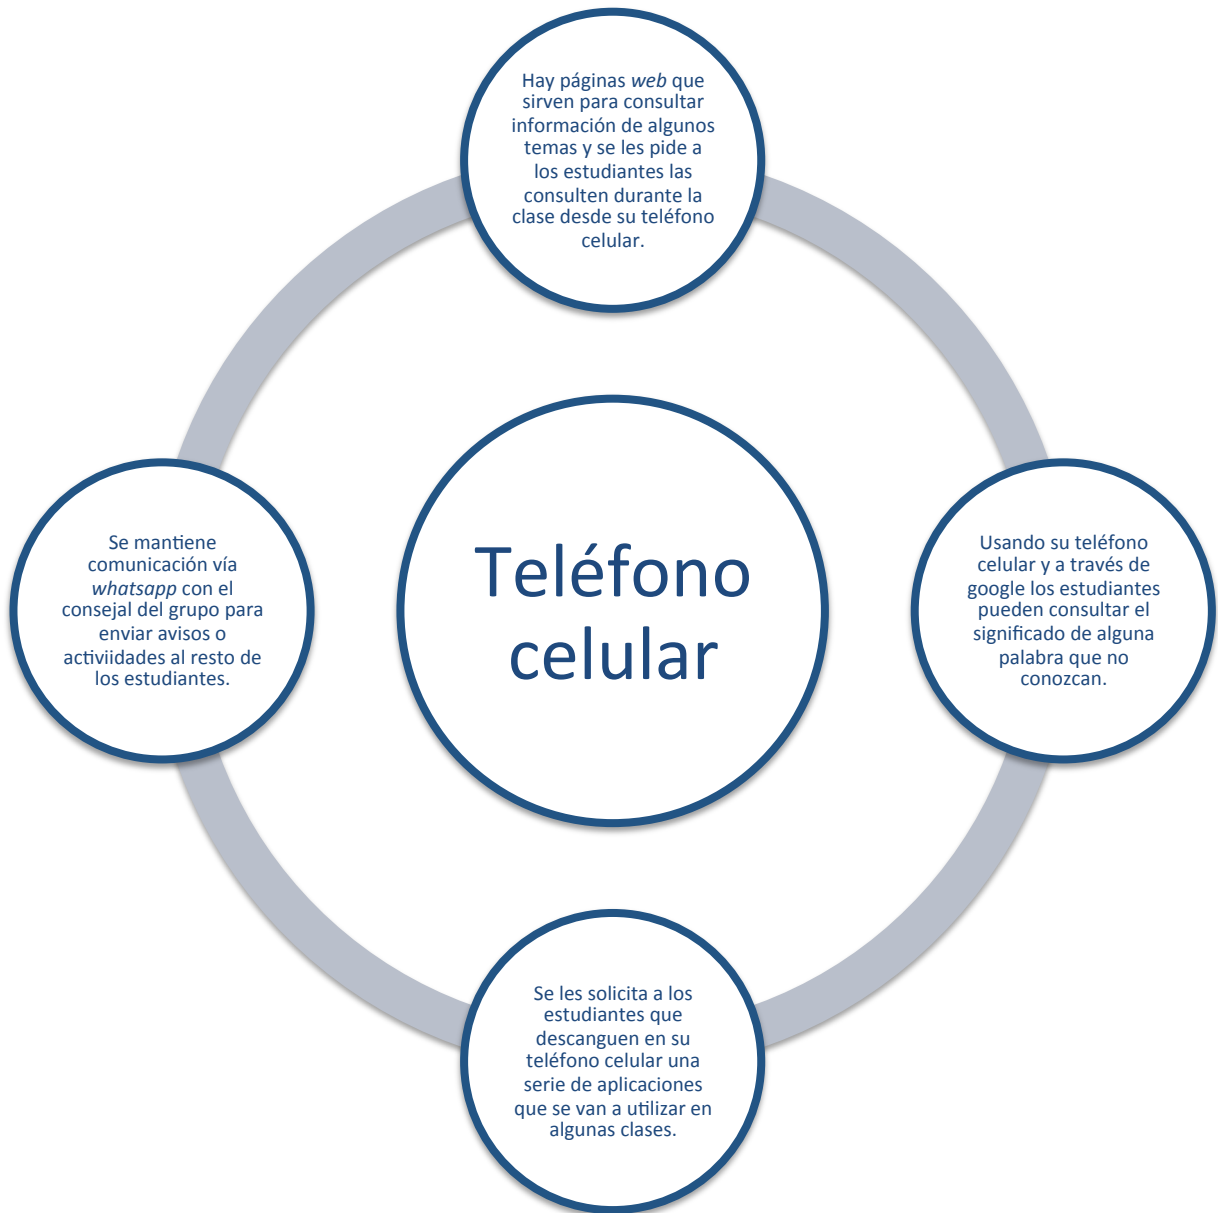 Hay páginas web que
sirven para consultar
información de algunos
temas y se les pide a
los estudiantes las
consulten durante la
clase desde su teléfono
celular.
Se mantiene
comunicación vía
whatsapp con el
consejal del grupo para
enviar avisos o
activiidades al resto de
los estudiantes.
Teléfono
celular
Usando su teléfono
celular y a través de
google los estudiantes
pueden consultar el
significado de alguna
palabra que no
conozcan.
Se les solicita a los
estudiantes que
descanguen en su
teléfono celular una
serie de aplicaciones
que se van a utilizar en
algunas clases.